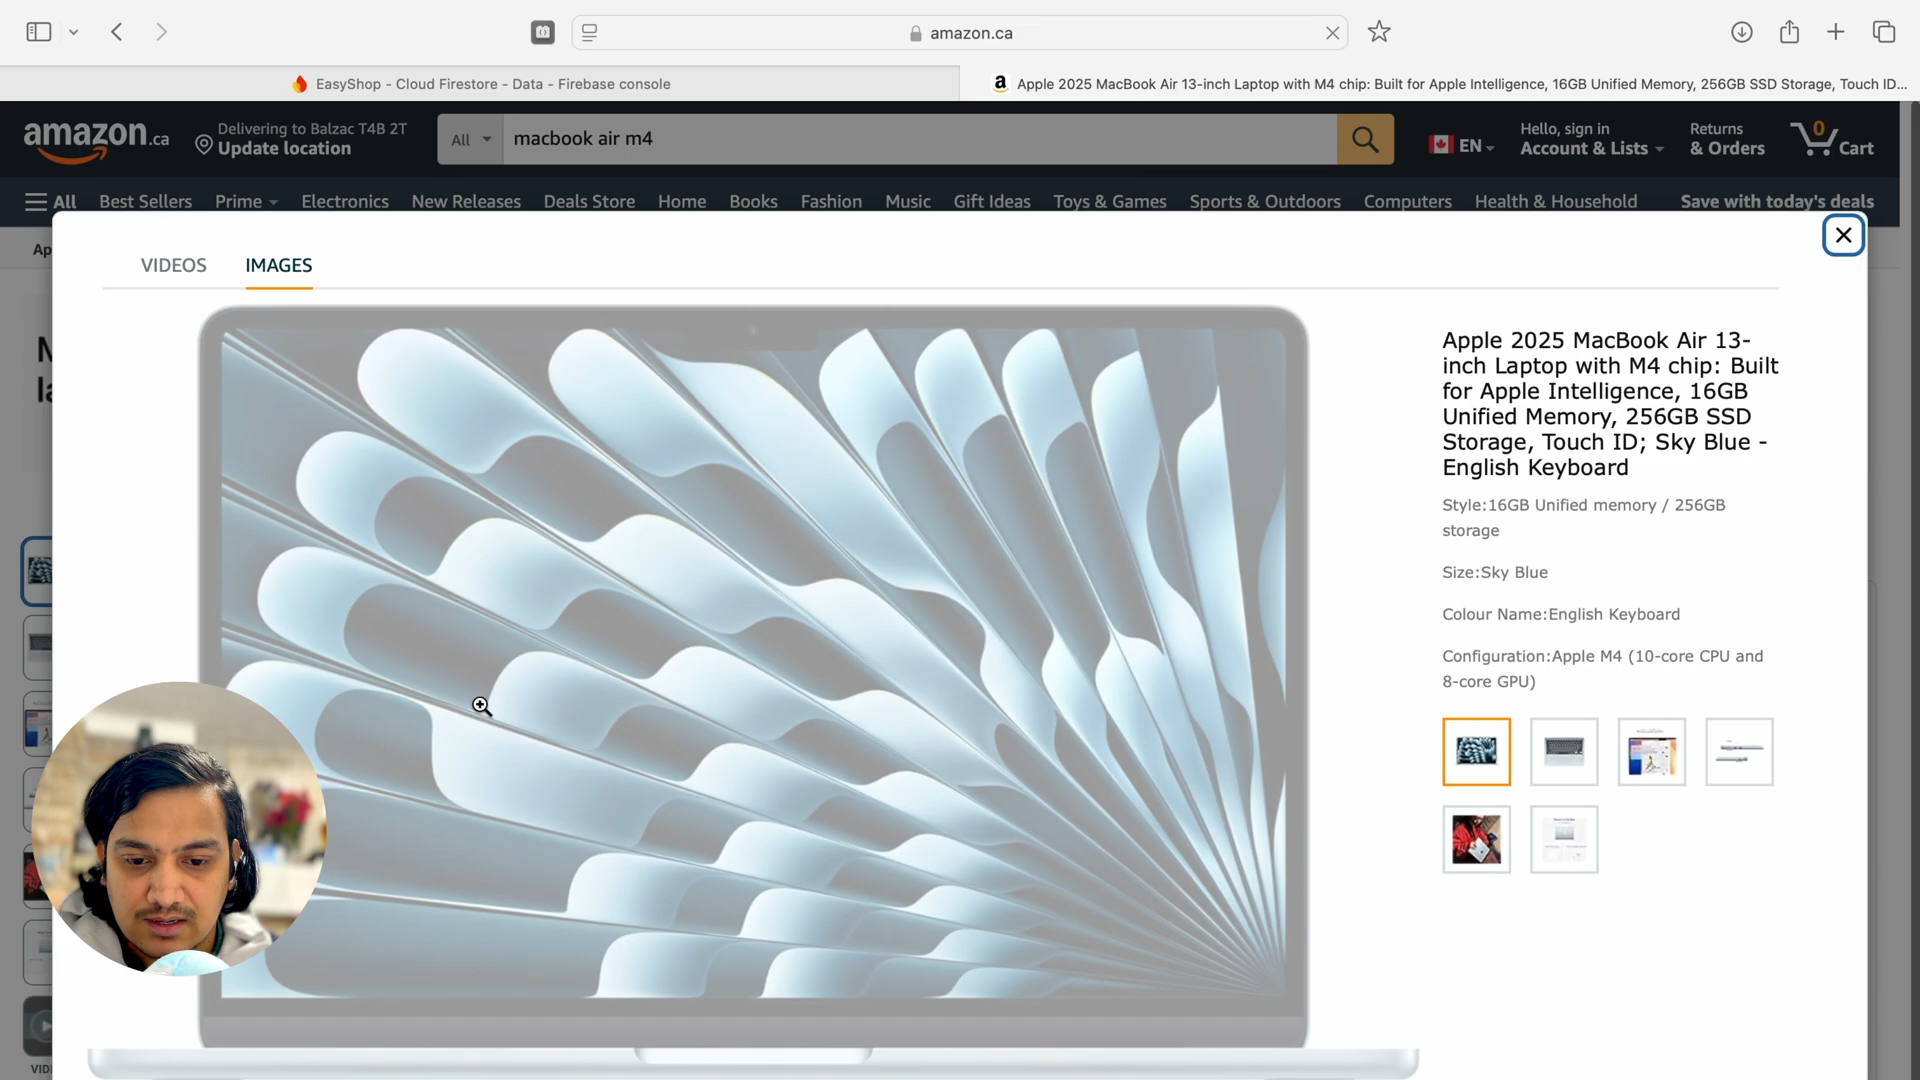 amazon.ca
EasyShop - Cloud Firestore - Data - Firebase console
Apple 2025 MacBook Air 13-inch Laptop with M4 chip: Built for Apple Intelligence, 16GB Unified Memory, 256GB SSD Storage, Touch ID...
amazon.ca
Delivering to Balzac T4B 2T
Update location
All
macbook air m4
EN
Hello, sign in
Account & Lists
Returns
& Orders
0
Cart
All
Best Sellers
Prime
Electronics
New Releases
Deals Store
Home
Books
Fashion
Music
Gift Ideas
Toys & Games
Sports & Outdoors
Computers
Health & Household
Save with today's deals
Ap
VIDEOS
IMAGES
Apple 2025 MacBook Air 13-
inch Laptop with M4 chip: Built
for Apple Intelligence, 16GB
Unified Memory, 256GB SSD
Storage, Touch ID; Sky Blue -
English Keyboard
Style:16GB Unified memory / 256GB
storage
Size:Sky Blue
Colour Name:English Keyboard
Configuration:Apple M4 (10-core CPU and
8-core GPU)
VID